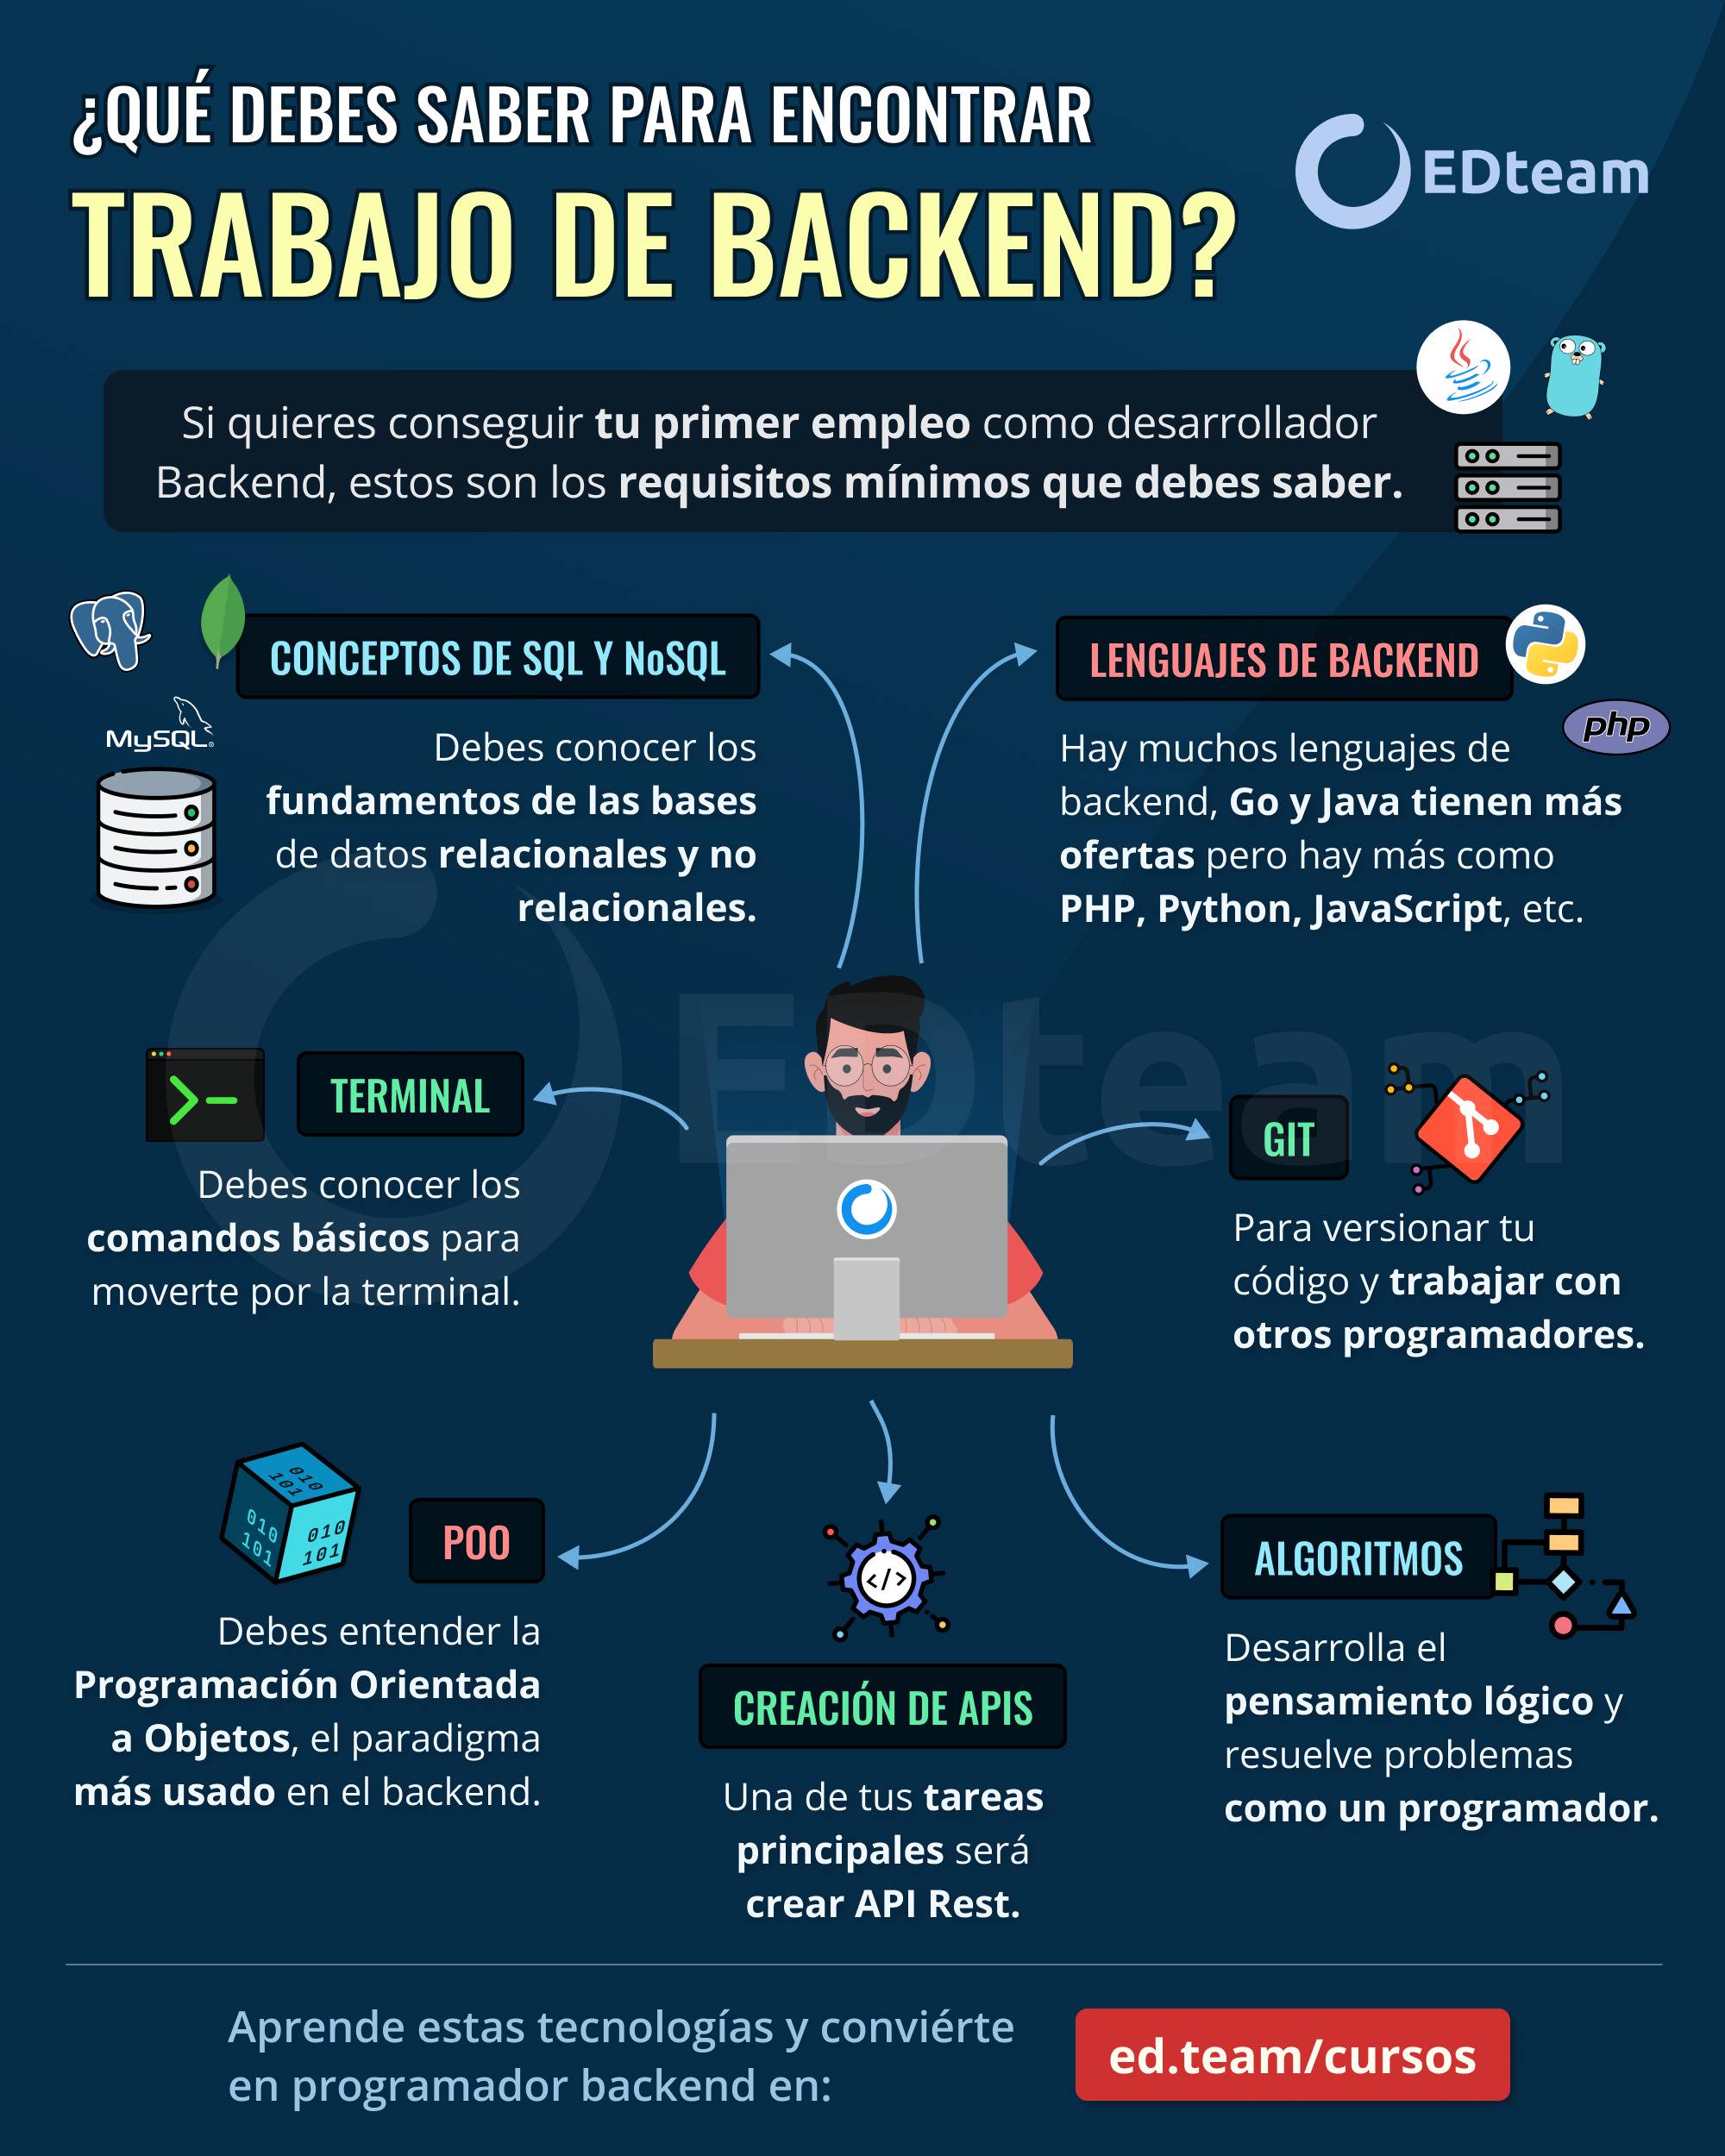 ¿QUÉ DEBES SABER PARA ENCONTRAR
TRABAJO DE BACKEND?
EDteam
Si quieres conseguir tu primer empleo como desarrollador
Backend, estos son los requisitos mínimos que debes saber.
CONCEPTOS DE SQL Y NoSQL
MySQL®
Debes conocer los
fundamentos de las bases
de datos relacionales y no
relacionales.
LENGUAJES DE BACKEND
php
Hay muchos lenguajes de
backend, Go y Java tienen más
ofertas pero hay más como
PHP, Python, JavaScript, etc.
EDteam
TERMINAL
Debes conocer los
comandos básicos para
moverte por la terminal.
GIT
Para versionar tu
código y trabajar con
otros programadores.
010
101
010
101
010
101
POO
Debes entender la
Programación Orientada
a Objetos, el paradigma
más usado en el backend.
</>
CREACIÓN DE APIS
Una de tus tareas
principales será
crear API Rest.
ALGORITMOS
Desarrolla el
pensamiento lógico y
resuelve problemas
como un programador.
Aprende estas tecnologías y conviérte
en programador backend en:
ed.team/cursos